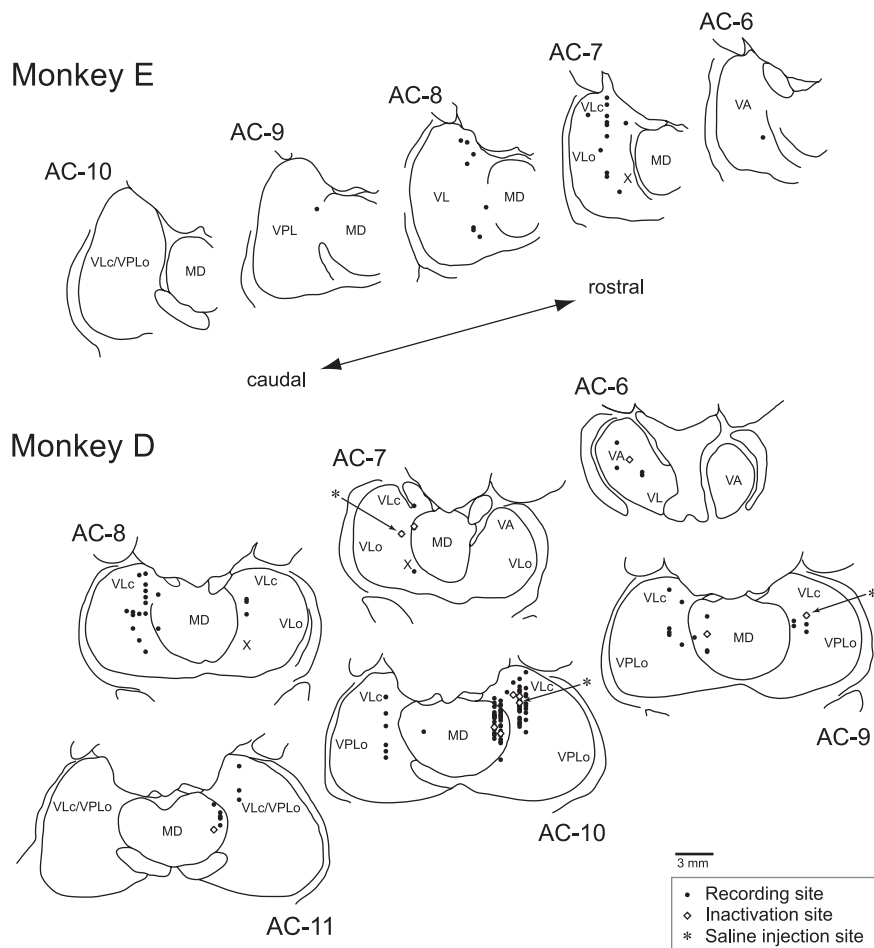 AC-6
AC-7
Monkey E
AC-8
VLc
VA
AC-9
VLo
MD
AC-10
X
VL
MD
VPL
MD
VLc/VPLo
MD
rostral
caudal
AC-6
Monkey D
AC-7
VA
VA
VL
*
VLc
AC-8
VA
MD
VLo
VLo
X
VLc
VLc
VLc
VLc
*
MD
VLo
MD
X
VPLo
VPLo
VLc
VLc
*
AC-9
MD
VPLo
VPLo
VLc/VPLo
VLc/VPLo
MD
AC-10
3 mm
AC-11
Recording site
Inactivation site
* Saline injection site